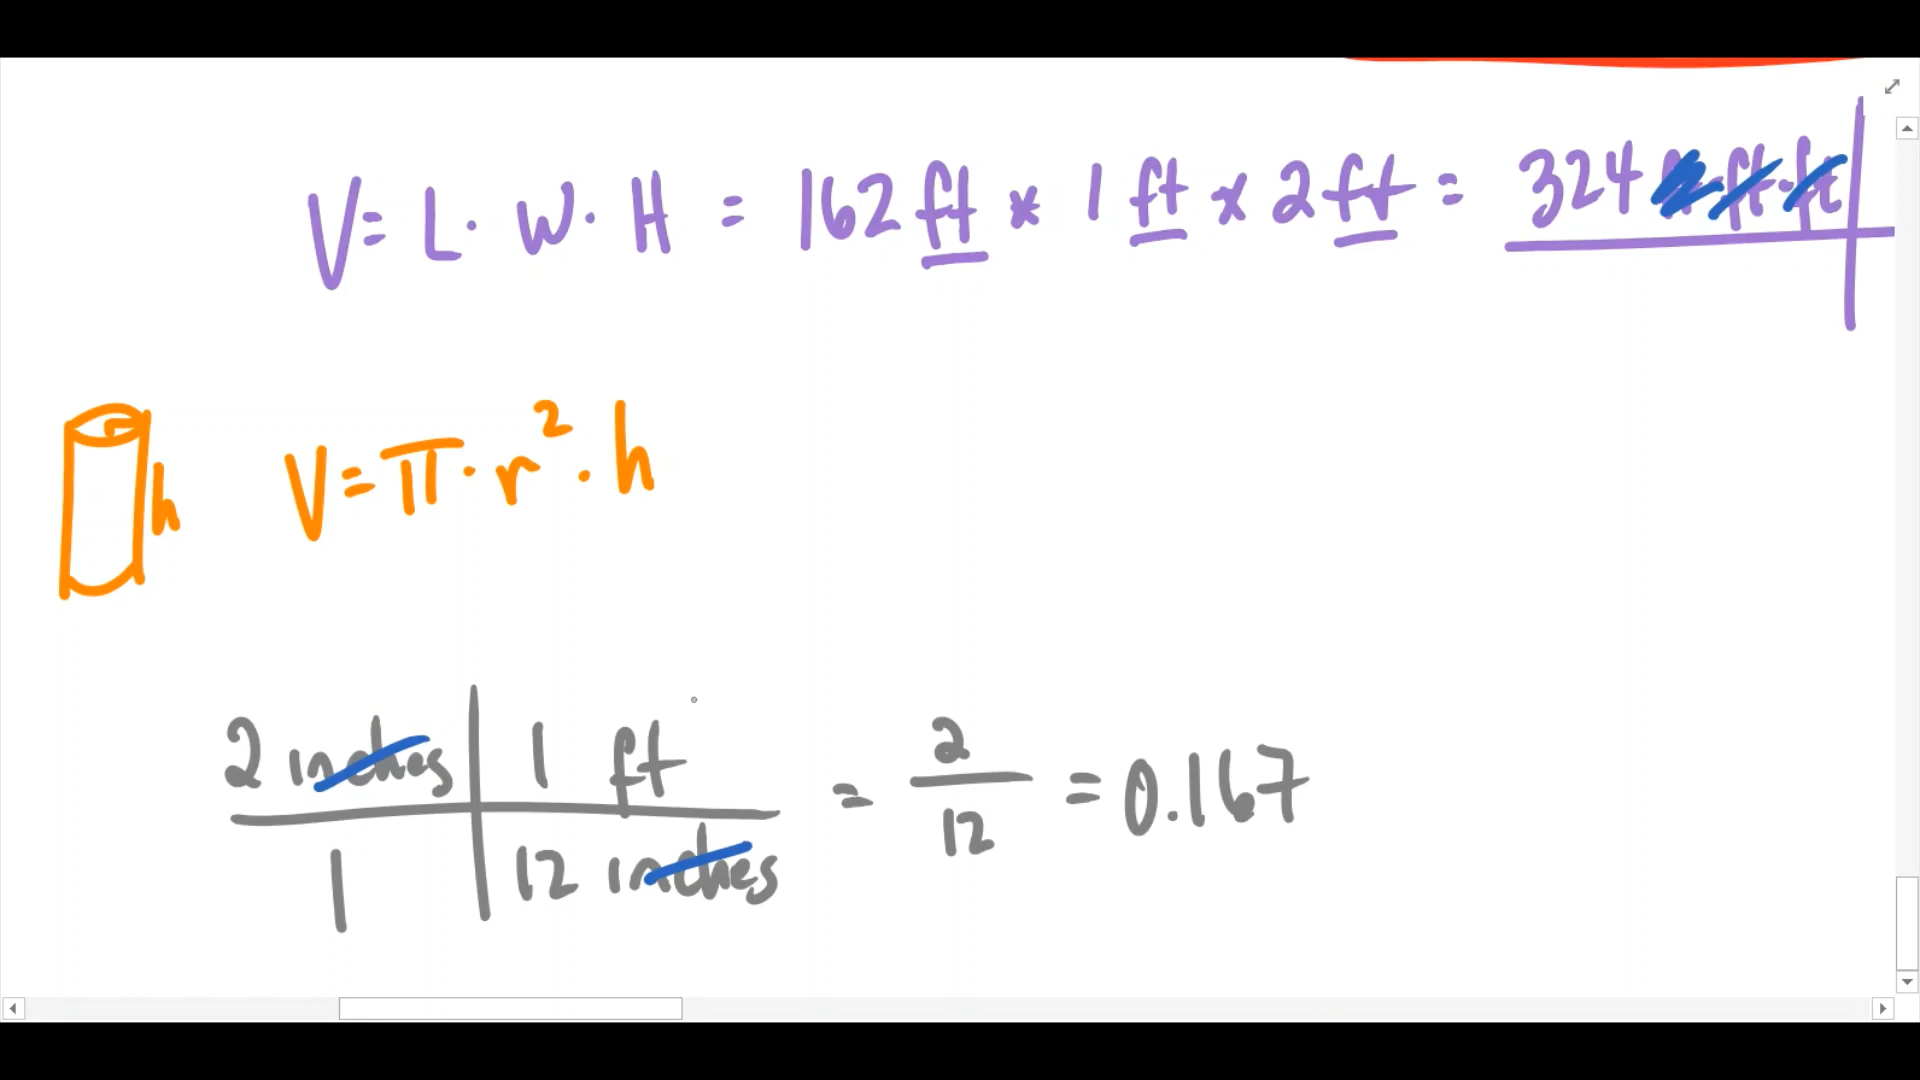 V = L · W · H = 162 ft * 1 ft x 2 ft = 324 ft · ft · ft
h
V = π · r² · h
2 inches | 1 ft = 2 = 0.167
1 | 12 inches 12